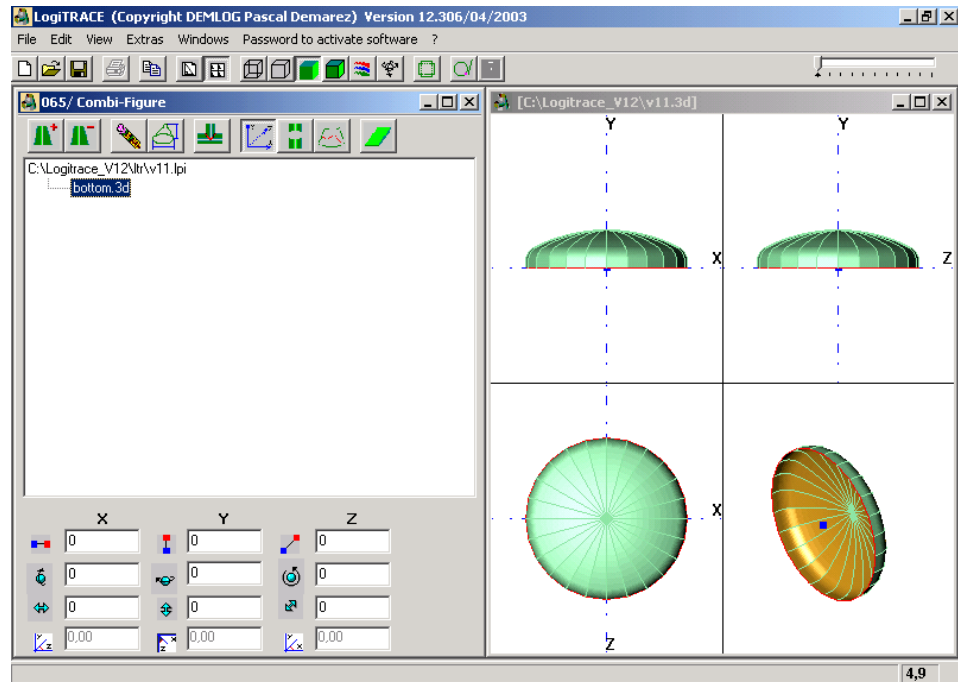 LogiTRACE (Copyright DEMLOG Pascal Demarez) Version 12.306/04/2003
File Edit View Extras Windows Password to activate software ?
065/ Combi-Figure
C:\Logitrace_V12\ltr\v11.lpi
bottom.3d
X Y Z
0 0 0
0 0 0
0 0 0
0,00 0,00 0,00
[C:\Logitrace_V12\v11.3d]
Y Y
X Z
X
Z
4,9